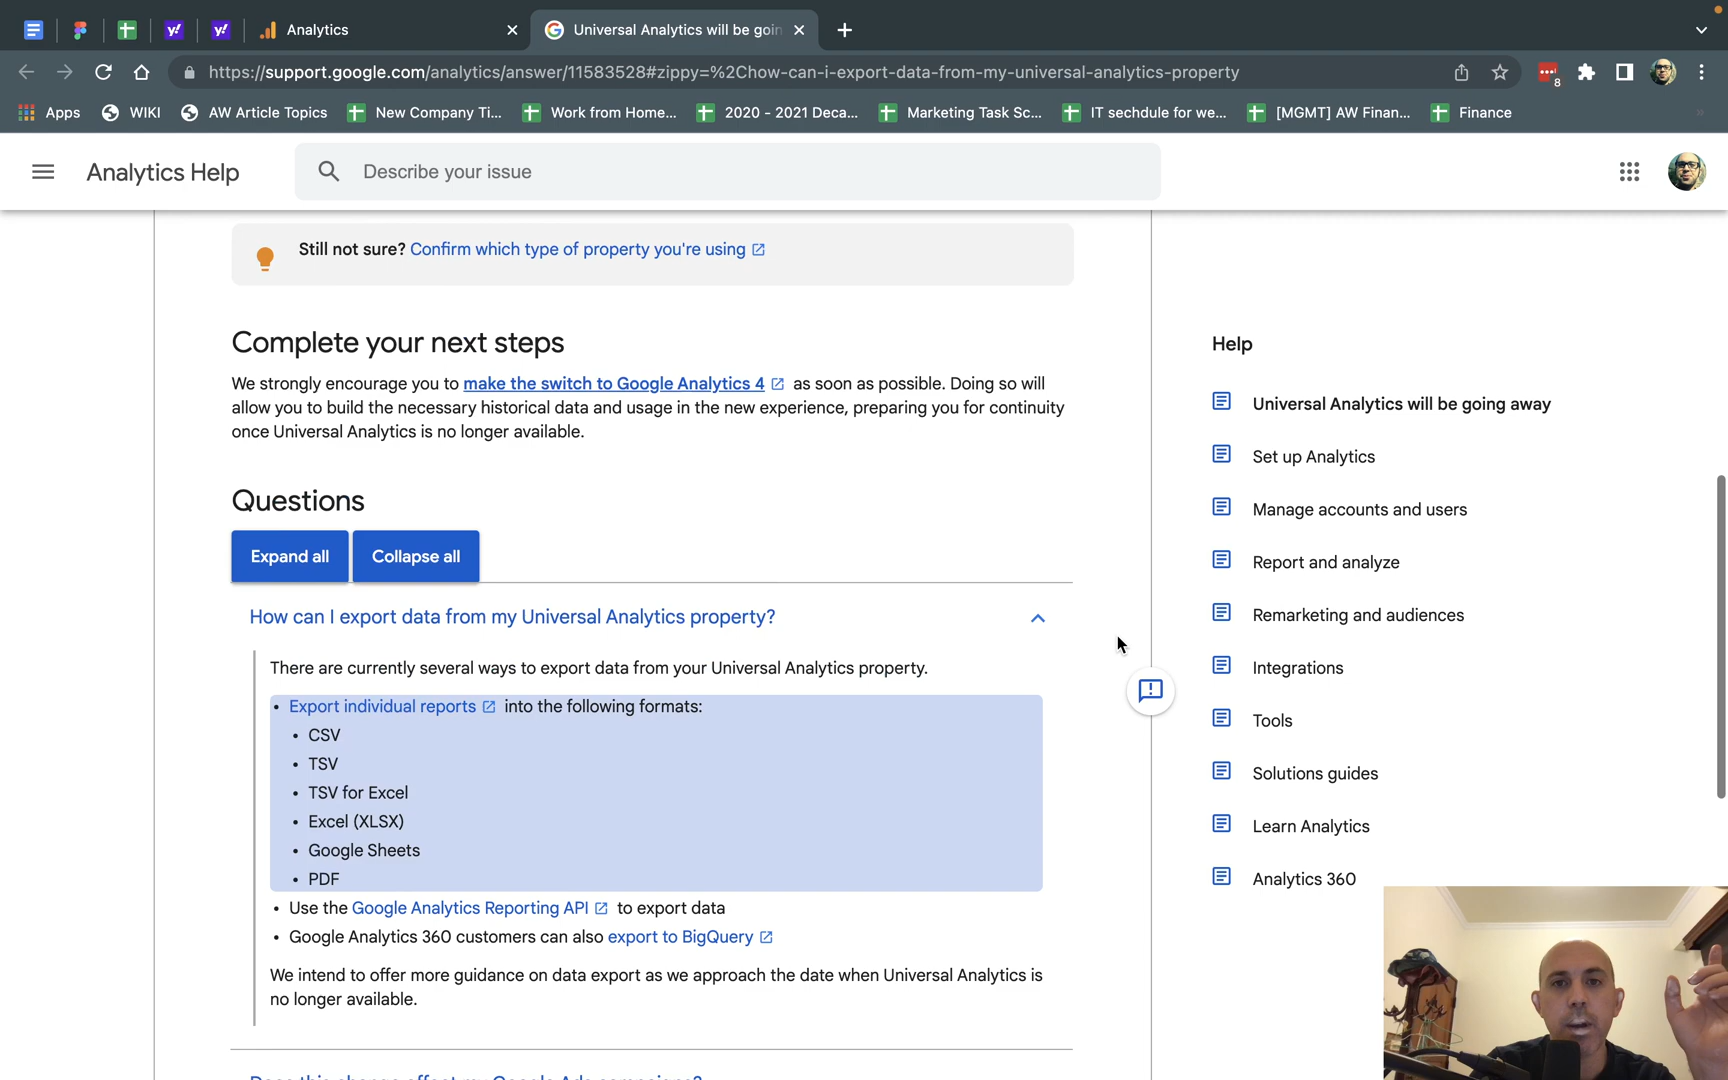 Analytics
Universal Analytics will be goin
https://support.google.com/analytics/answer/11583528#zippy=%2Chow-can-i-export-data-from-my-universal-analytics-property
8
Apps
WIKI
AW Article Topics
New Company Ti...
Work from Home...
2020 - 2021 Deca...
Marketing Task Sc...
IT sechdule for we...
[MGMT] AW Finan...
Finance
Analytics Help
Describe your issue
Still not sure? Confirm which type of property you're using
Complete your next steps
We strongly encourage you to make the switch to Google Analytics 4 as soon as possible. Doing so will
allow you to build the necessary historical data and usage in the new experience, preparing you for continuity
once Universal Analytics is no longer available.
Questions
Expand all
Collapse all
How can I export data from my Universal Analytics property?
There are currently several ways to export data from your Universal Analytics property.
• Export individual reports into the following formats:
• CSV
• TSV
• TSV for Excel
• Excel (XLSX)
• Google Sheets
• PDF
• Use the Google Analytics Reporting API to export data
• Google Analytics 360 customers can also export to BigQuery
We intend to offer more guidance on data export as we approach the date when Universal Analytics is
no longer available.
Does this change affect my Google Ads campaigns?
Help
Universal Analytics will be going away
Set up Analytics
Manage accounts and users
Report and analyze
Remarketing and audiences
Integrations
Tools
Solutions guides
Learn Analytics
Analytics 360